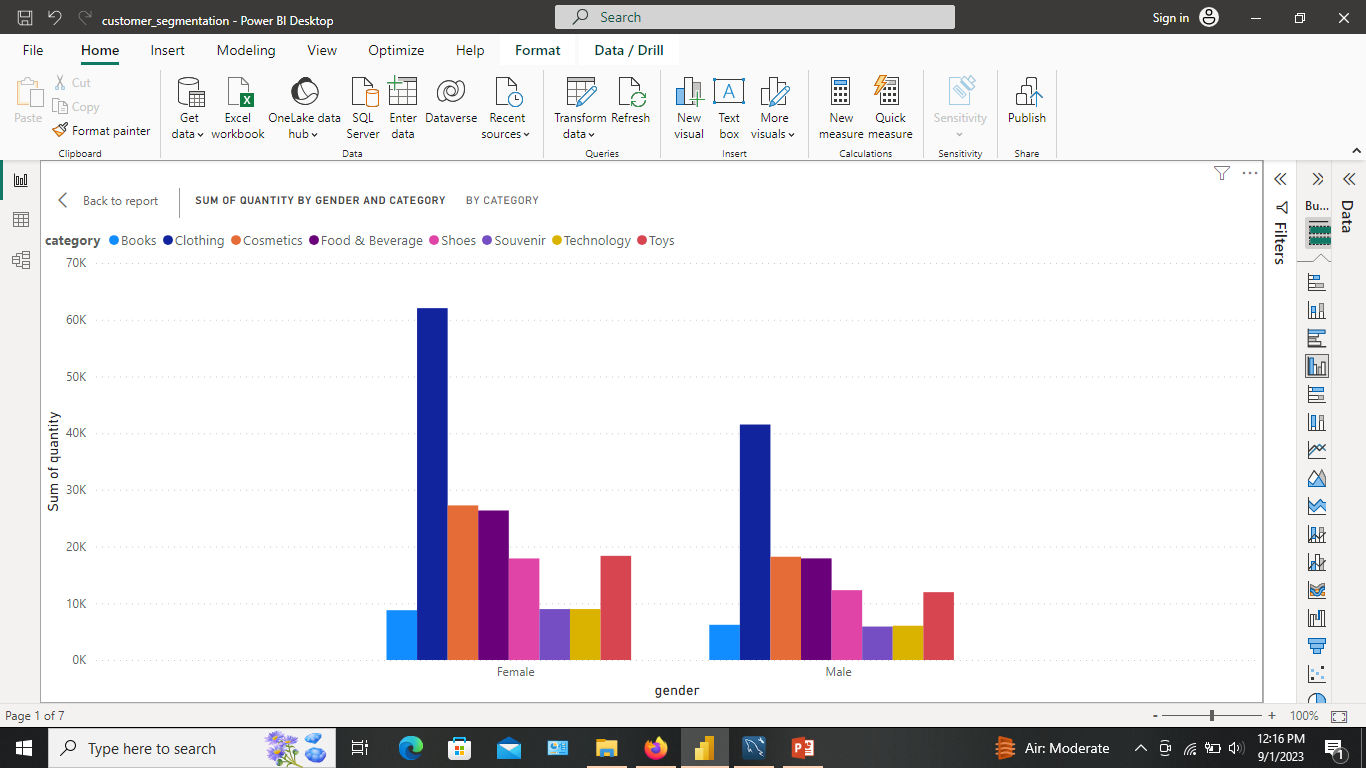 customer_segmentation - Power BI Desktop
Search
Sign in
File Home Insert Modeling View Optimize Help Format Data / Drill
Paste
Cut
Copy
Format painter
Clipboard
Get data
Excel workbook
OneLake data hub
SQL Server
Enter data
Dataverse
Recent sources
Data
Transform data
Refresh
Queries
New visual
Text box
More visuals
Insert
New measure
Quick measure
Calculations
Sensitivity
Sensitivity
Publish
Share
Back to report
SUM OF QUANTITY BY GENDER AND CATEGORY
BY CATEGORY
category Books Clothing Cosmetics Food & Beverage Shoes Souvenir Technology Toys
70K
60K
50K
40K
30K
20K
10K
0K
Sum of quantity
Female Male
gender
Filters
Bu...
Data
Page 1 of 7
- + 100%
Type here to search
Air: Moderate
12:16 PM
9/1/2023
1